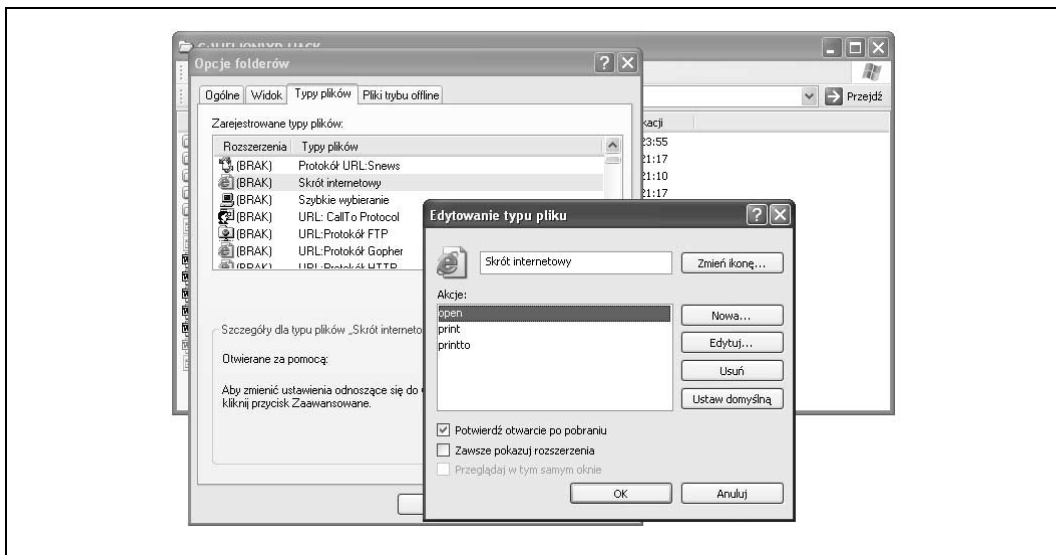 Opcje folderów
Przejdź
Ogólne Widok Typy plików Pliki trybu offline
Zarejestrowane typy plików:
Rozszerzenia Typy plików
(BRAK) Protokół URL:Snews
(BRAK) Skrót internetowy
(BRAK) Szybkie wybieranie
(BRAK) URL: CallTo Protocol
(BRAK) URL:Protokół FTP
(BRAK) URL:Protokół Gopher
(BRAK) URL:Protokół HTTP
23:55
21:17
21:10
21:17
Szczegóły dla typu plików „Skrót
Otwierane za pomocą:
Aby zmienić ustawienia odnoszące się do
kliknij przycisk Zaawansowane.
Edytowanie typu pliku
Skrót internetowy
Zmień ikonę...
Akcje:
open
print
printto
Nowa...
Edytuj...
Usuń
Ustaw domyślną
Potwierdź otwarcie po pobraniu
Zawsze pokazuj rozszerzenia
Przeglądaj w tym samym oknie
OK Anuluj